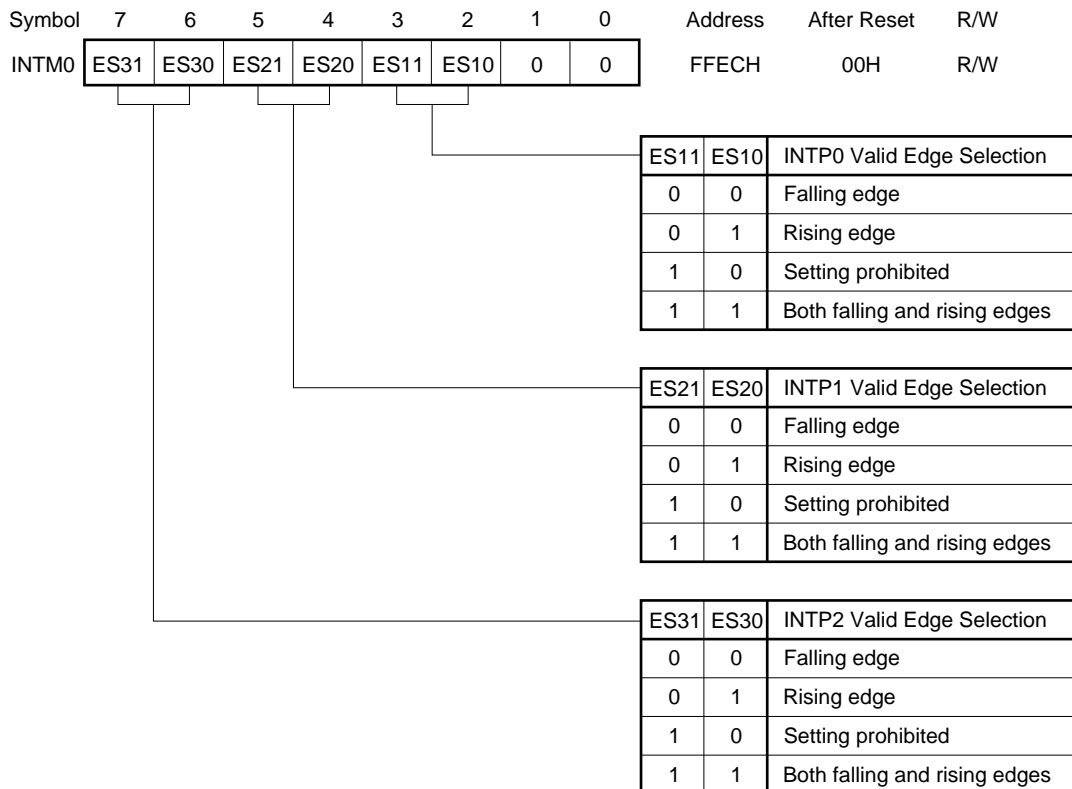 Symbol 7 6 5 4 3 2 1 0 Address After Reset R/W
INTM0 ES31 ES30 ES21 ES20 ES11 ES10 0 0 FFECH 00H R/W
ES11 ES10 INTP0 Valid Edge Selection
0 0 Falling edge
0 1 Rising edge
1 0 Setting prohibited
1 1 Both falling and rising edges
ES21 ES20 INTP1 Valid Edge Selection
0 0 Falling edge
0 1 Rising edge
1 0 Setting prohibited
1 1 Both falling and rising edges
ES31 ES30 INTP2 Valid Edge Selection
0 0 Falling edge
0 1 Rising edge
1 0 Setting prohibited
1 1 Both falling and rising edges